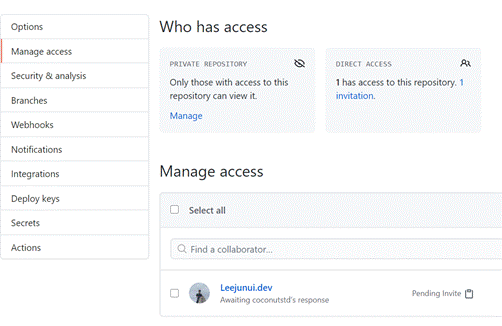 Options
Manage access
Security & analysis
Branches
Webhooks
Notifications
Integrations
Deploy keys
Secrets
Actions
Who has access
PRIVATE REPOSITORY
Only those with access to this
repository can view it.
Manage
DIRECT ACCESS
1 has access to this repository. 1
invitation.
Manage access
Select all
Find a collaborator...
Leejunui.dev
Awaiting coconutstd's response
Pending Invite